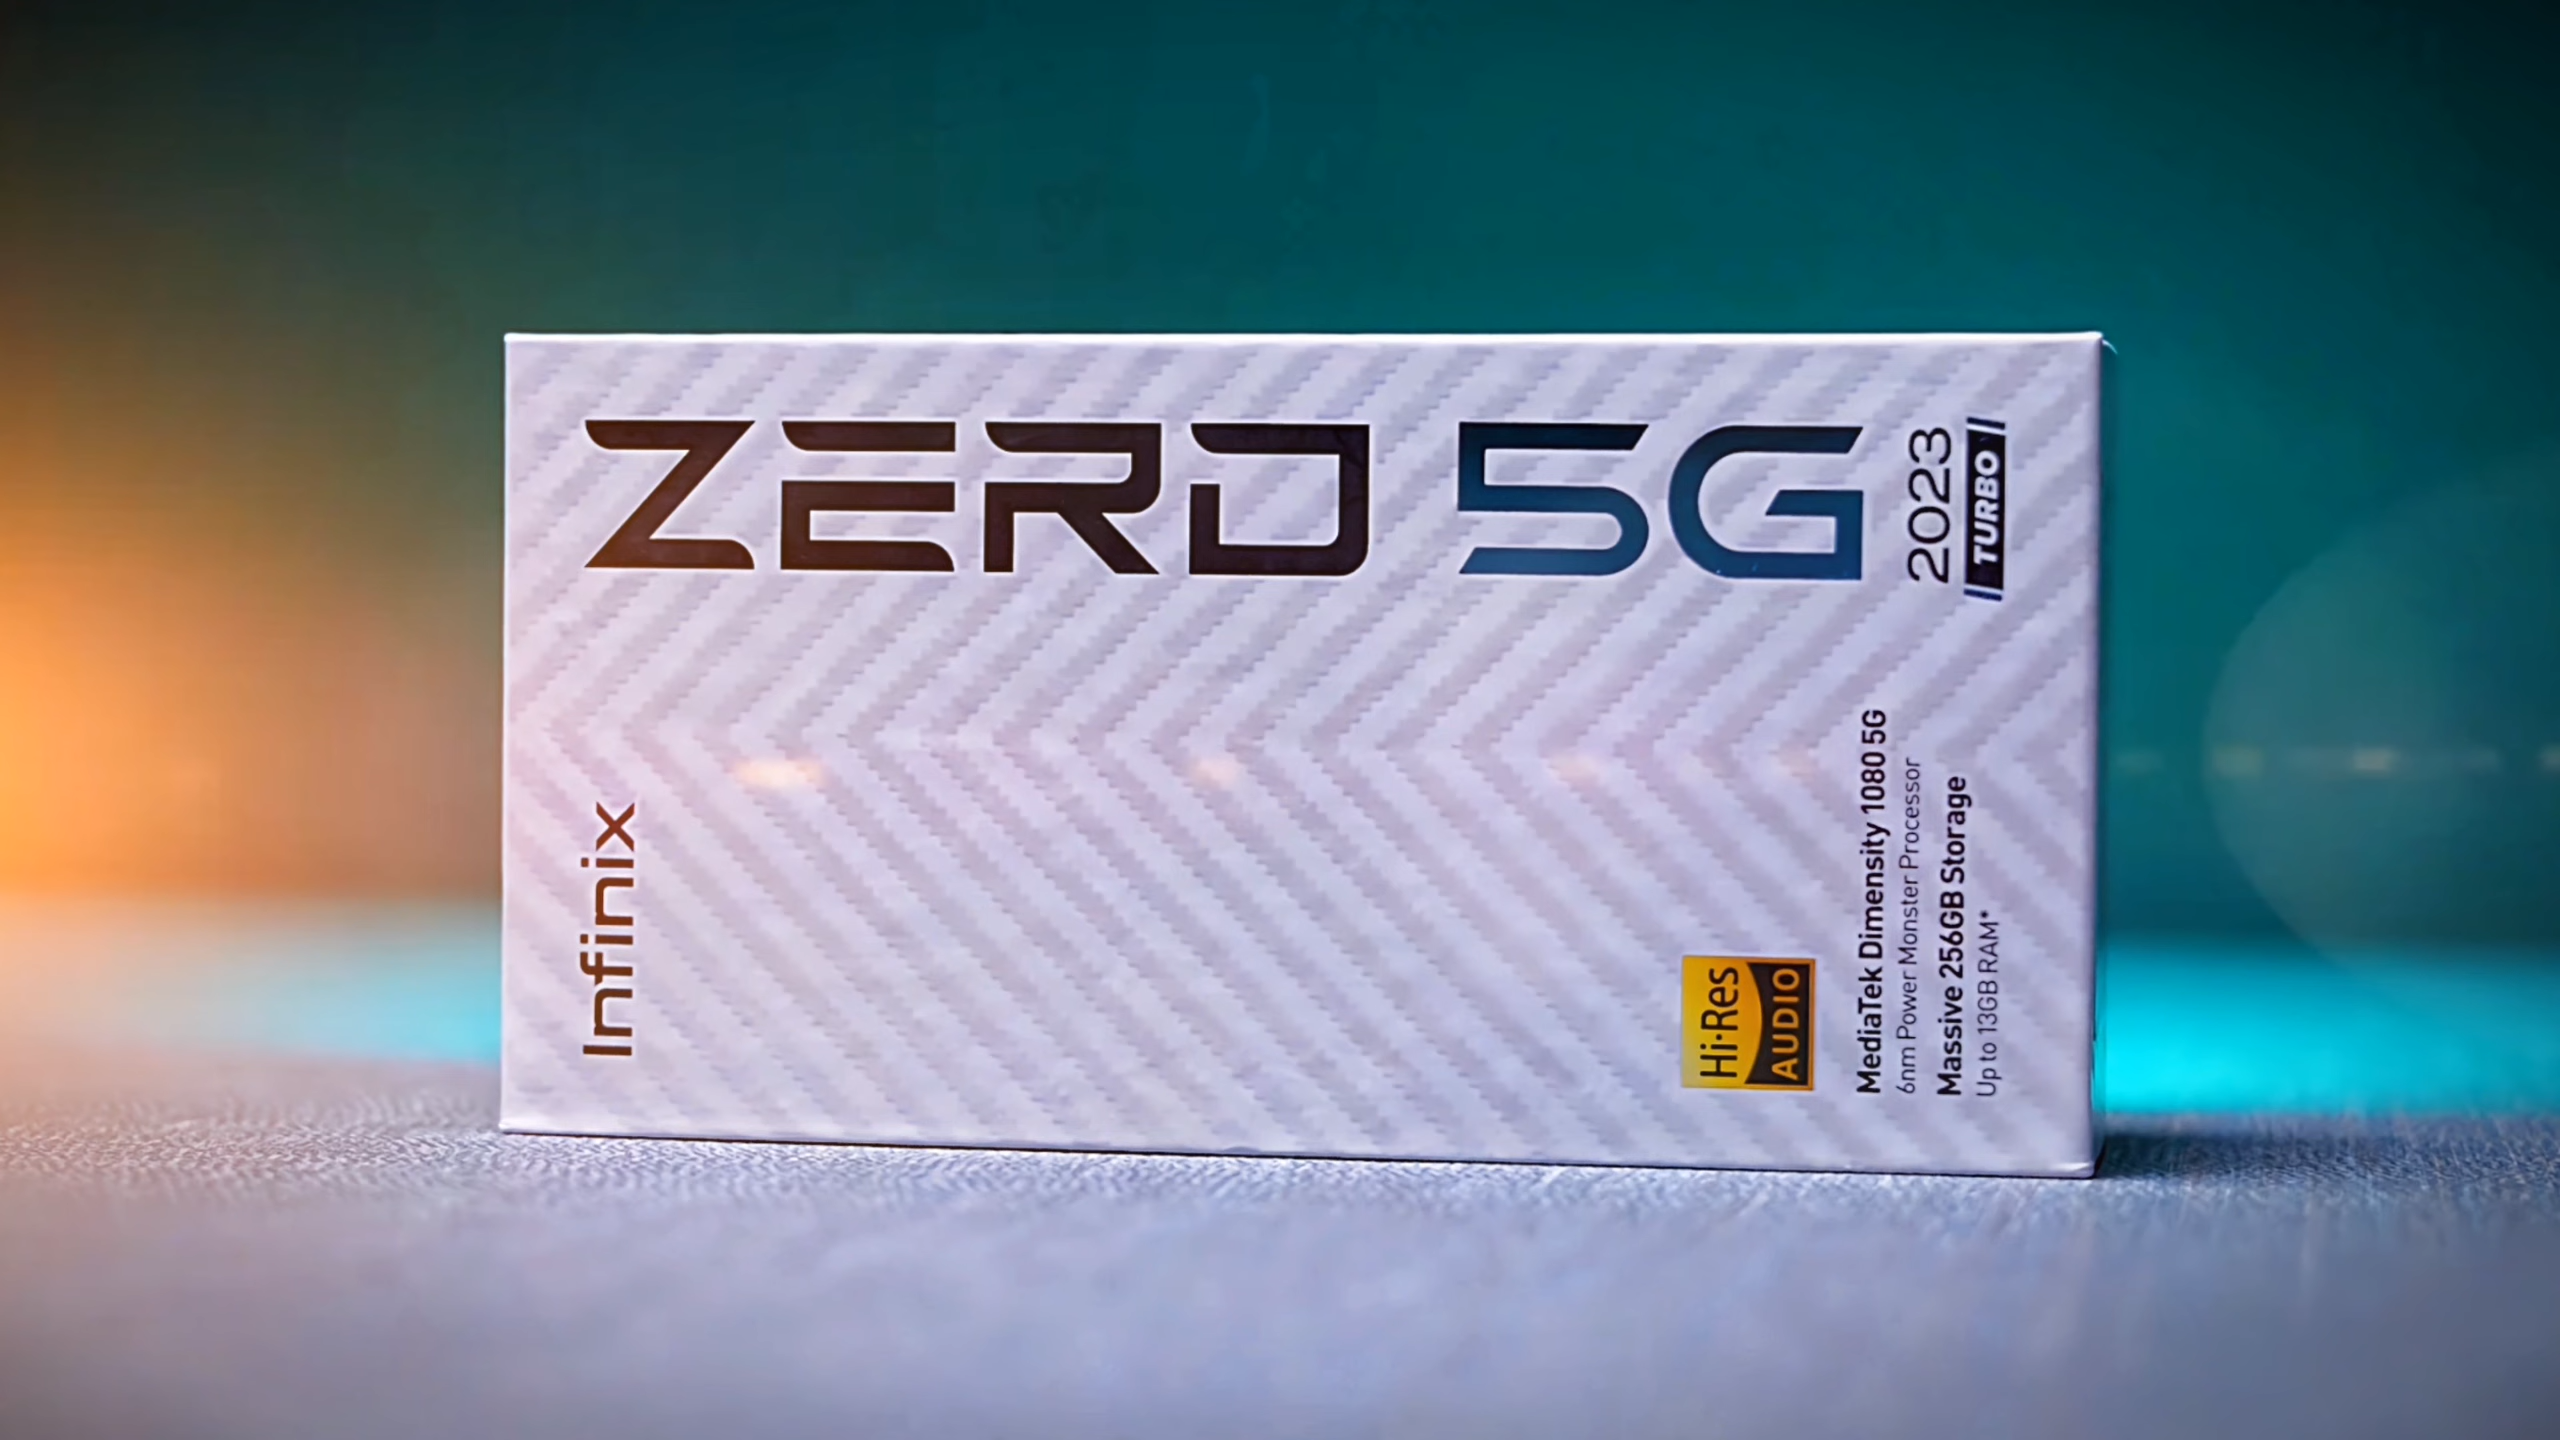 ZERO 5G
2023
TURBO
Infinix
Hi-Res
AUDIO
MediaTek Dimensity 1080 5G
6nm Power Monster Processor
Massive 256GB Storage
Up to 13GB RAM*